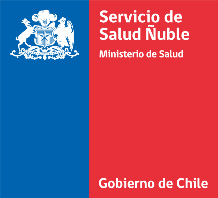 Servicio de
Salud Ñuble
Ministerio de Salud
Gobierno de Chile